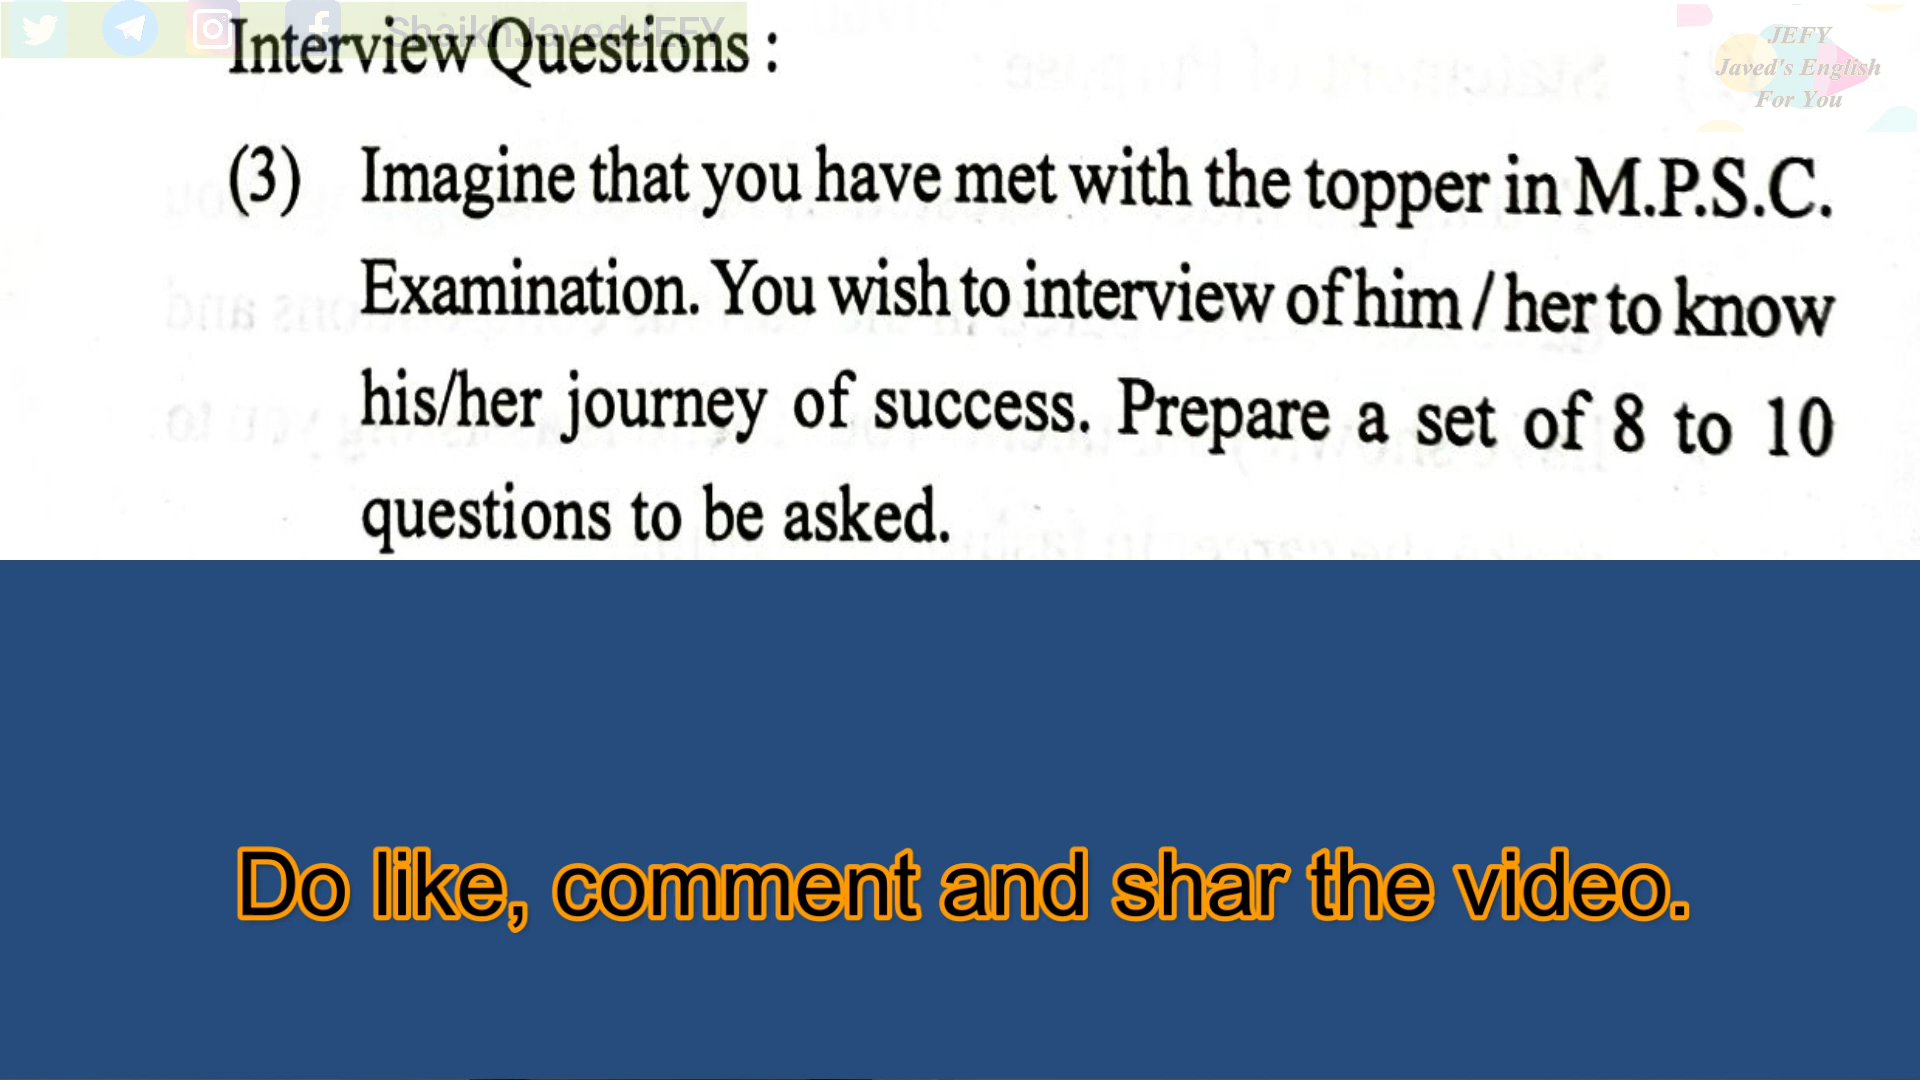 ShaikhJavedJEFY
JEFY
Javed's English
For You
Interview Questions :
(3) Imagine that you have met with the topper in M.P.S.C.
Examination. You wish to interview of him / her to know
his/her journey of success. Prepare a set of 8 to 10
questions to be asked.
Do like, comment and shar the video.